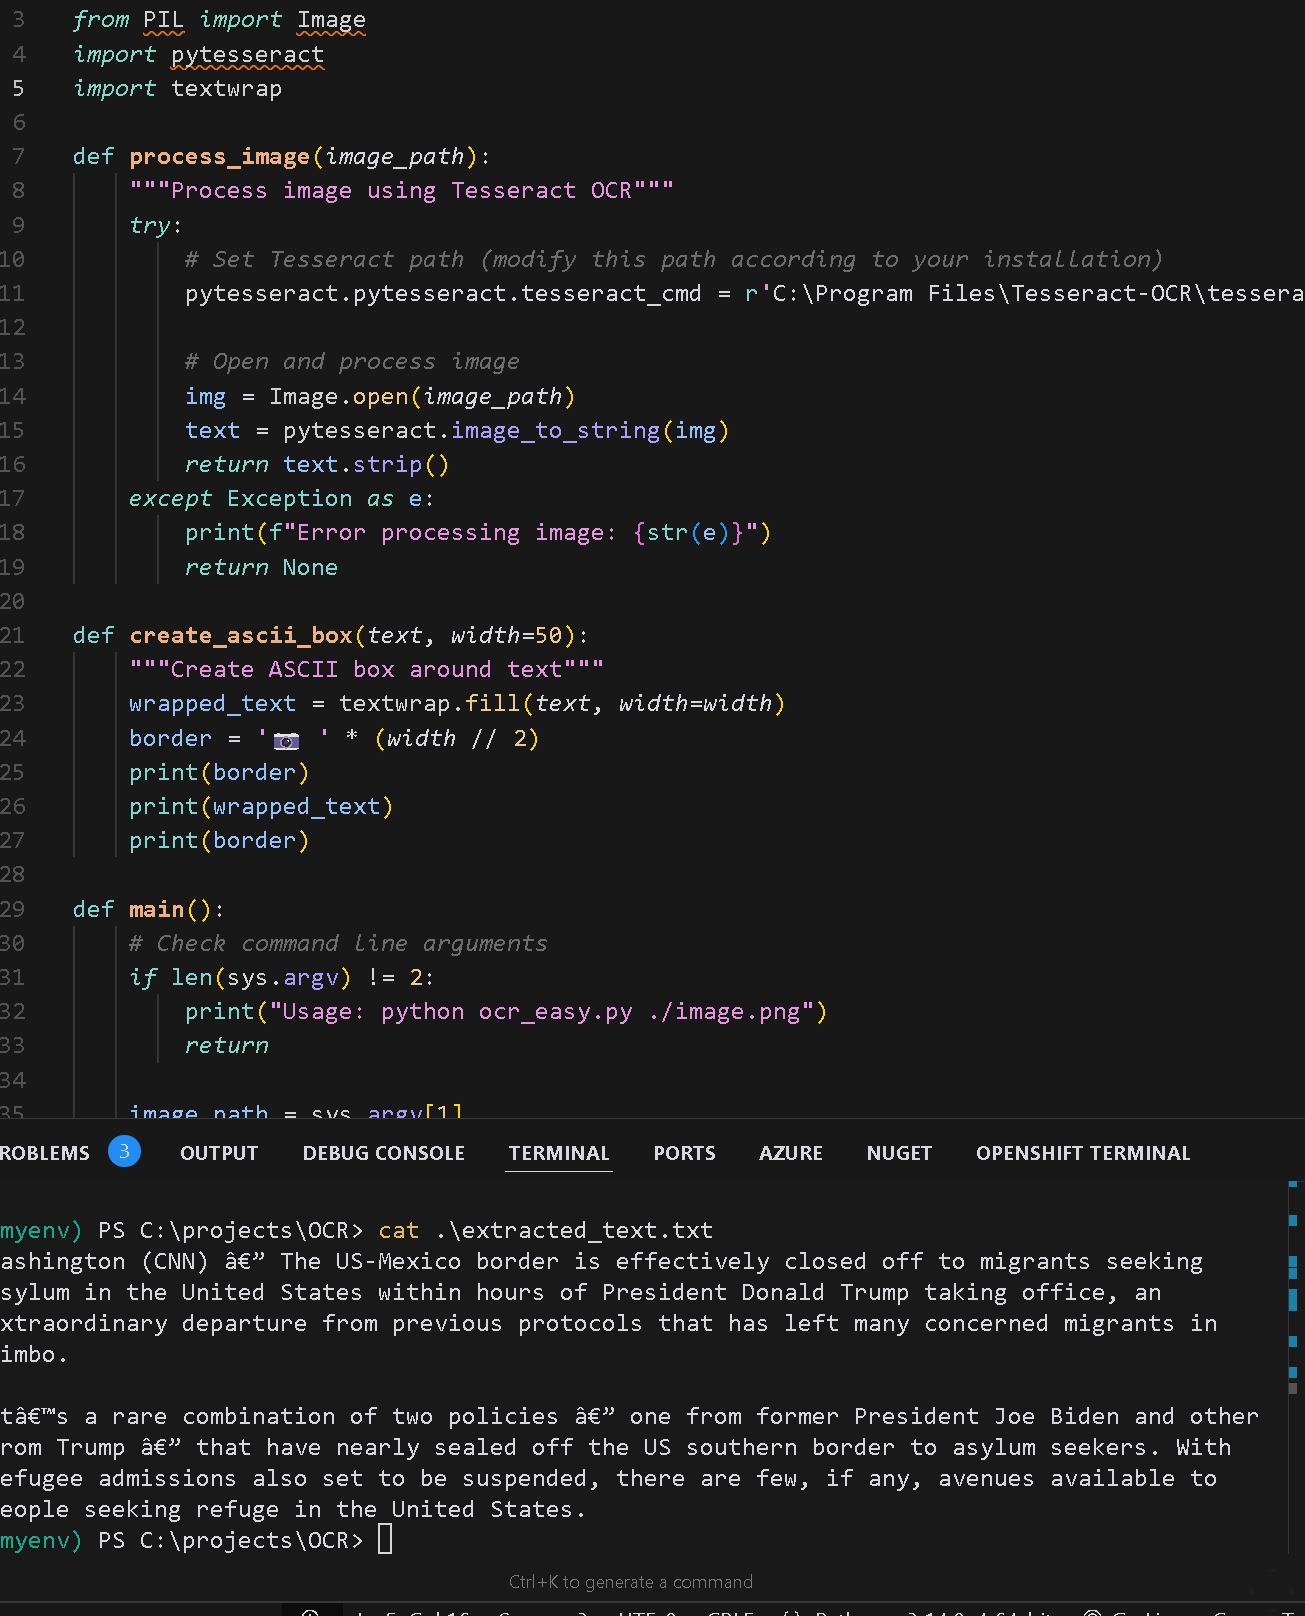 3 from PIL import Image
4 import pytesseract
5 import textwrap
6
7 def process_image(image_path):
8 """Process image using Tesseract OCR"""
9 try:
10 # Set Tesseract path (modify this path according to your installation)
11 pytesseract.pytesseract.tesseract_cmd = r'C:\Program Files\Tesseract-OCR\tessera
12
13 # Open and process image
14 img = Image.open(image_path)
15 text = pytesseract.image_to_string(img)
16 return text.strip()
17 except Exception as e:
18 print(f"Error processing image: {str(e)}")
19 return None
20
21 def create_ascii_box(text, width=50):
22 """Create ASCII box around text"""
23 wrapped_text = textwrap.fill(text, width=width)
24 border = '📷 ' * (width // 2)
25 print(border)
26 print(wrapped_text)
27 print(border)
28
29 def main():
30 # Check command line arguments
31 if len(sys.argv) != 2:
32 print("Usage: python ocr_easy.py ./image.png")
33 return
34
35 image_path = sys.argv[1]
ROBLEMS 3 OUTPUT DEBUG CONSOLE TERMINAL PORTS AZURE NUGET OPENSHIFT TERMINAL
myenv) PS C:\projects\OCR> cat .\extracted_text.txt
ashington (CNN) â€” The US-Mexico border is effectively closed off to migrants seeking
sylum in the United States within hours of President Donald Trump taking office, an
xtraordinary departure from previous protocols that has left many concerned migrants in
imbo.

tâ€™s a rare combination of two policies â€” one from former President Joe Biden and other
rom Trump â€” that have nearly sealed off the US southern border to asylum seekers. With
efugee admissions also set to be suspended, there are few, if any, avenues available to
eople seeking refuge in the United States.
myenv) PS C:\projects\OCR>
Ctrl+K to generate a command